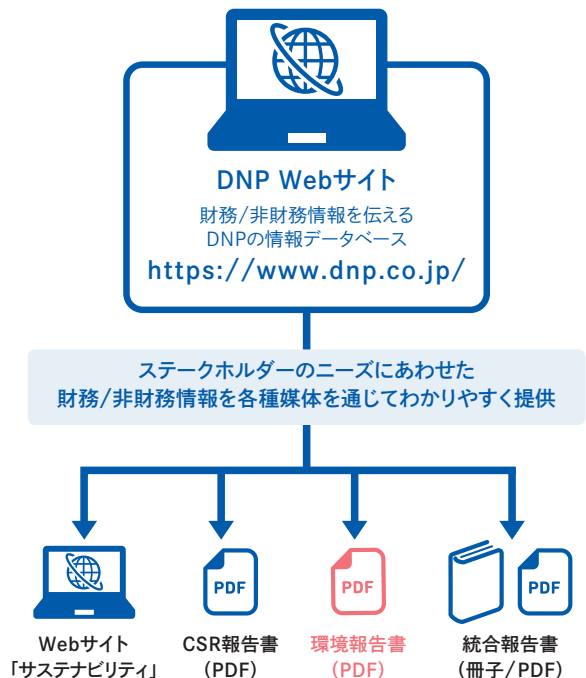 DNP Webサイト
財務/非財務情報を伝える
DNPの情報データベース
https://www.dnp.co.jp/
ステークホルダーのニーズにあわせた
財務/非財務情報を各種媒体を通じてわかりやすく提供
PDF
PDF
PDF
Webサイト
「サステナビリティ」
CSR報告書
(PDF)
環境報告書
(PDF)
統合報告書
(冊子/PDF)